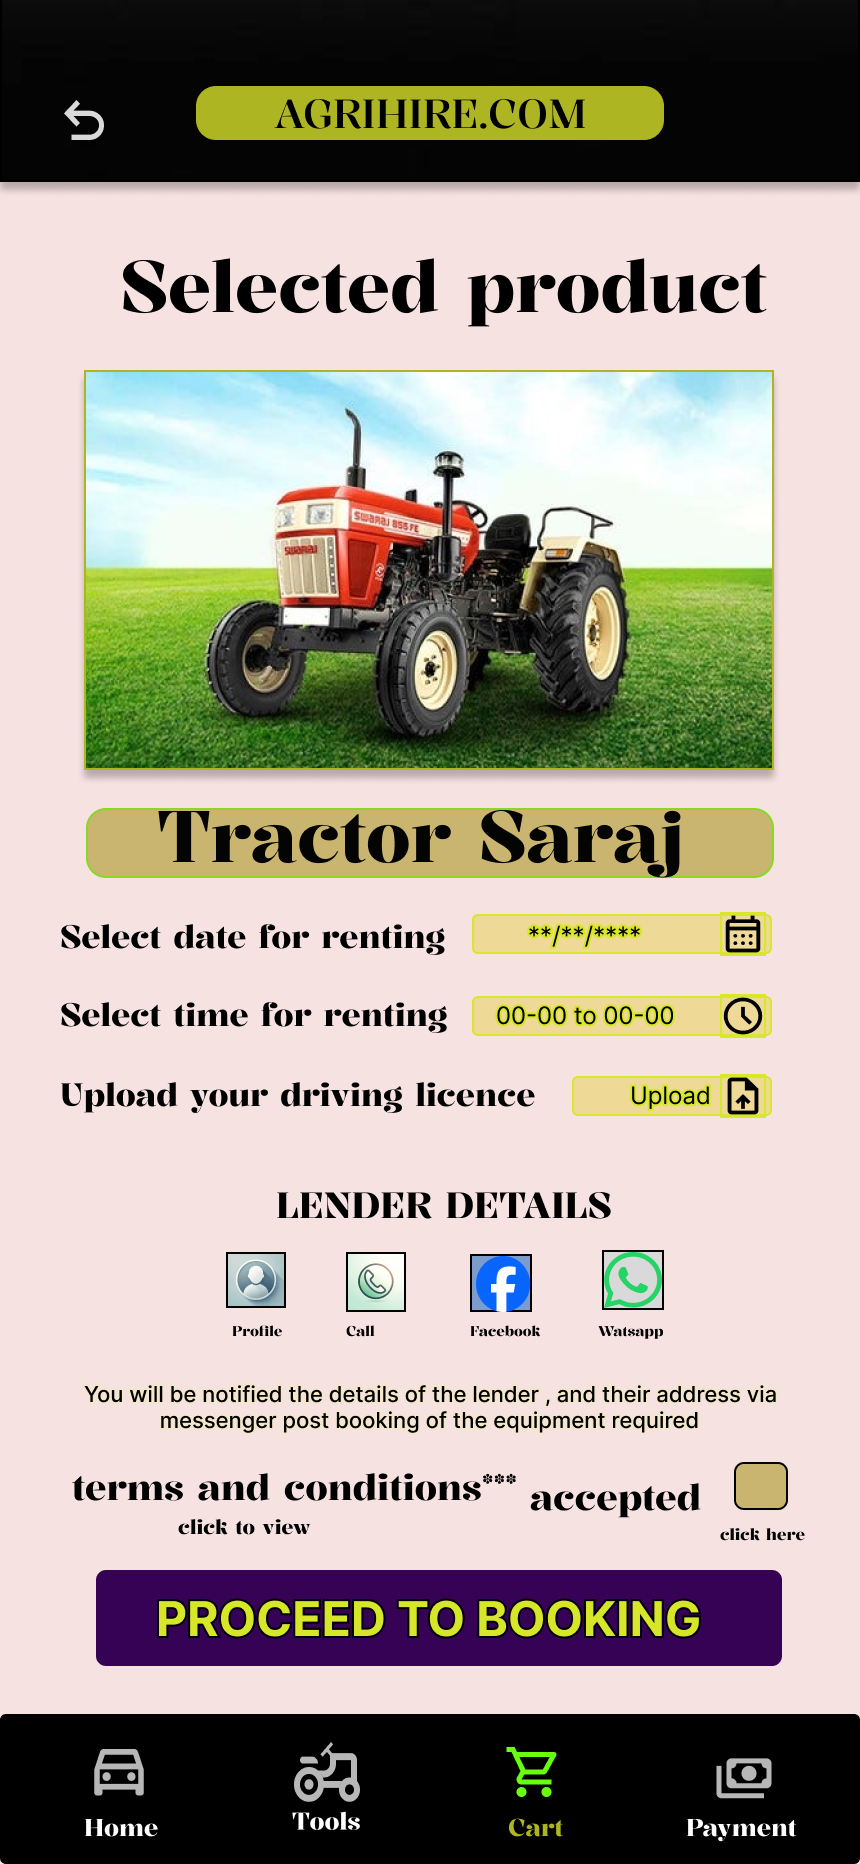 AGRIHIRE.COM
Selected product
SWARAJ 855 FE
SWARAJ
Tractor Saraj
Select date for renting **/**/****
Select time for renting 00-00 to 00-00
Upload your driving licence Upload
LENDER DETAILS
Profile Call Facebook Watsapp
You will be notified the details of the lender , and their address via
messenger post booking of the equipment required
terms and conditions*** accepted
click to view click here
PROCEED TO BOOKING
Home Tools Cart Payment